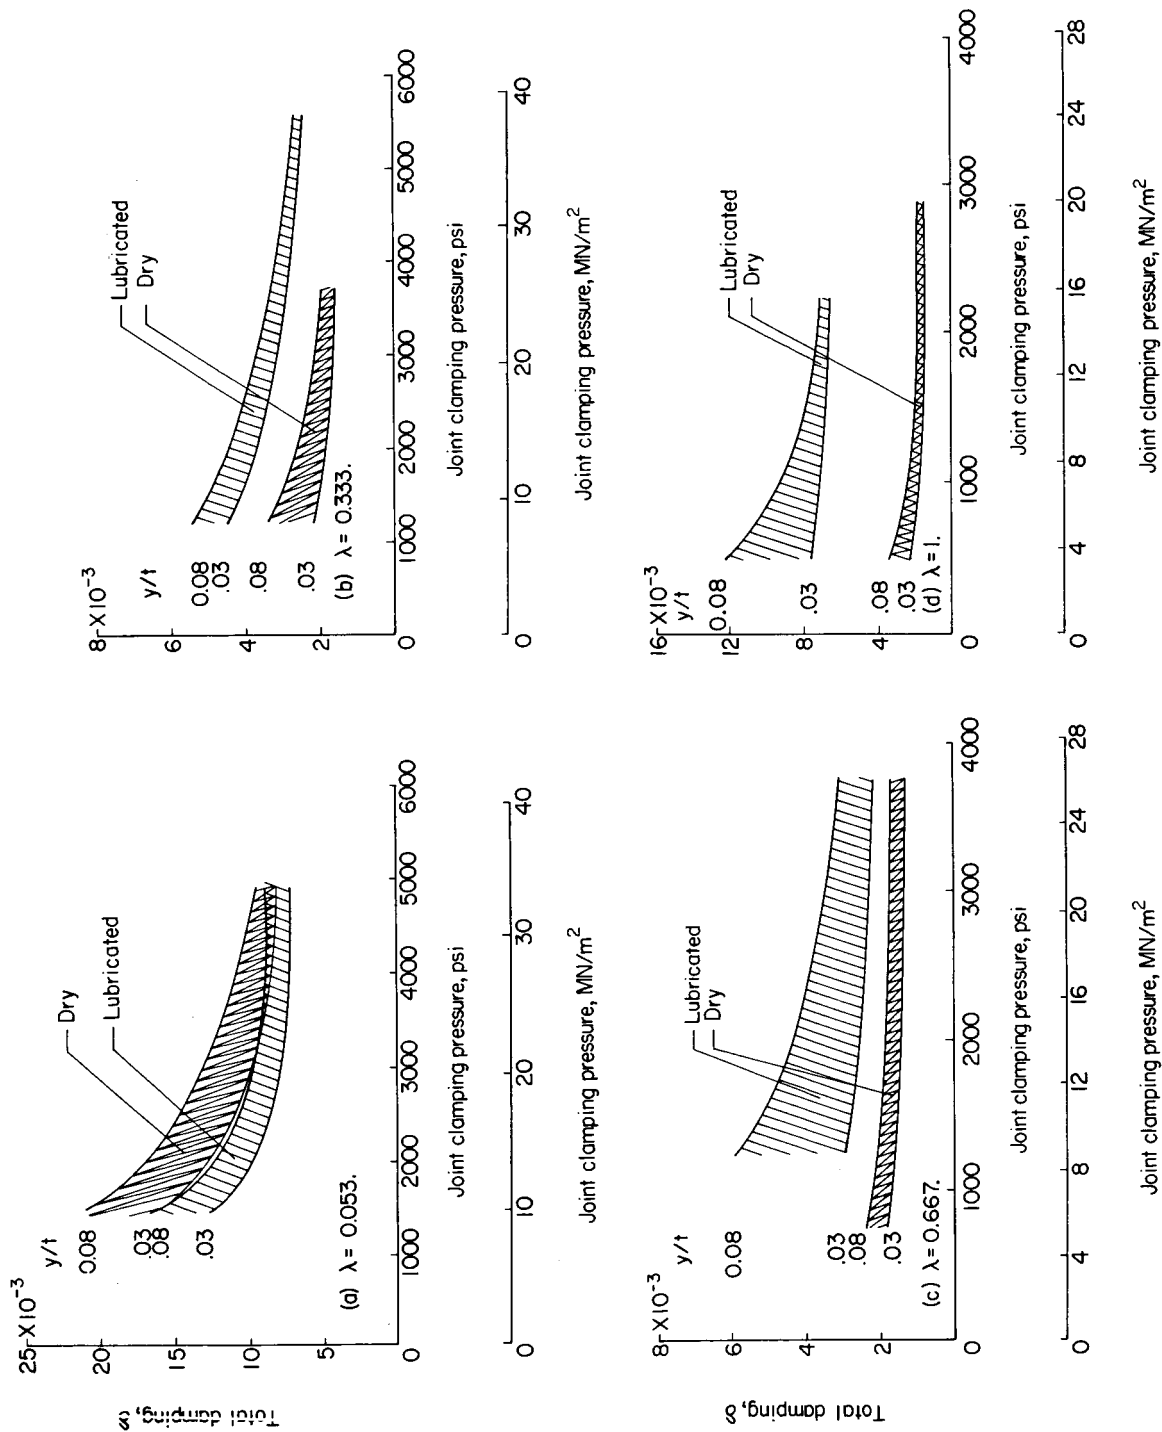 25 X10⁻³
20
15
10
5
0
Total damping, δ
y/t
0.08
.03
.08
.03
Dry
Lubricated
(a) λ = 0.053.
1000
2000
3000
4000
5000
6000
Joint clamping pressure, psi
0
10
20
30
40
Joint clamping pressure, MN/m²
8 X10⁻³
6
4
2
0
y/t
0.08
.03
.08
.03
Lubricated
Dry
(b) λ = 0.333.
1000
2000
3000
4000
5000
6000
Joint clamping pressure, psi
0
10
20
30
40
Joint clamping pressure, MN/m²
8 X10⁻³
6
4
2
0
Total damping, δ
y/t
0.08
.03
.08
.03
Lubricated
Dry
(c) λ = 0.667.
1000
2000
3000
4000
Joint clamping pressure, psi
0
4
8
12
16
20
24
28
Joint clamping pressure, MN/m²
16 X10⁻³
12
8
4
0
y/t
0.08
.03
.08
.03
Lubricated
Dry
(d) λ = 1.
1000
2000
3000
4000
Joint clamping pressure, psi
0
4
8
12
16
20
24
28
Joint clamping pressure, MN/m²